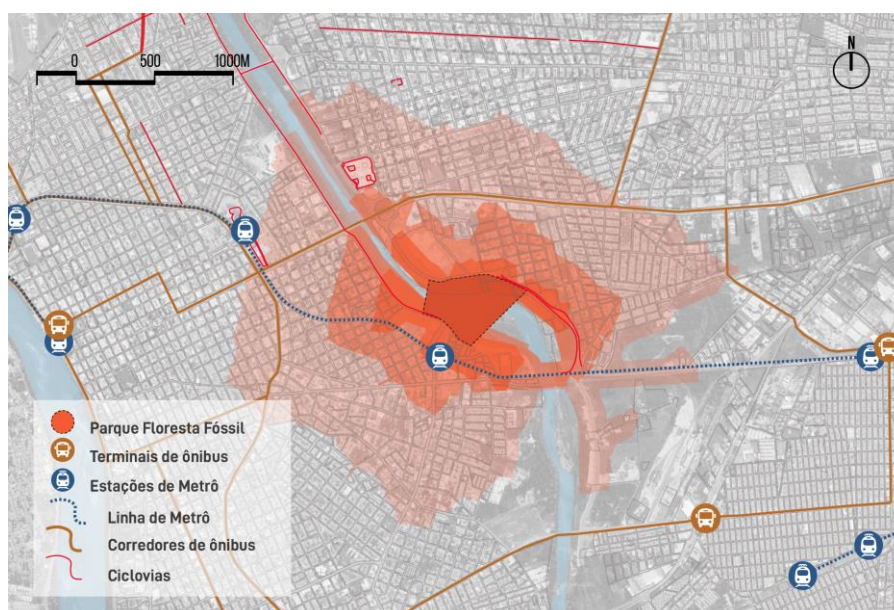 0 500 1000M
N
Parque Floresta Fóssil
Terminais de ônibus
Estações de Metrô
Linha de Metrô
Corredores de ônibus
Ciclovias